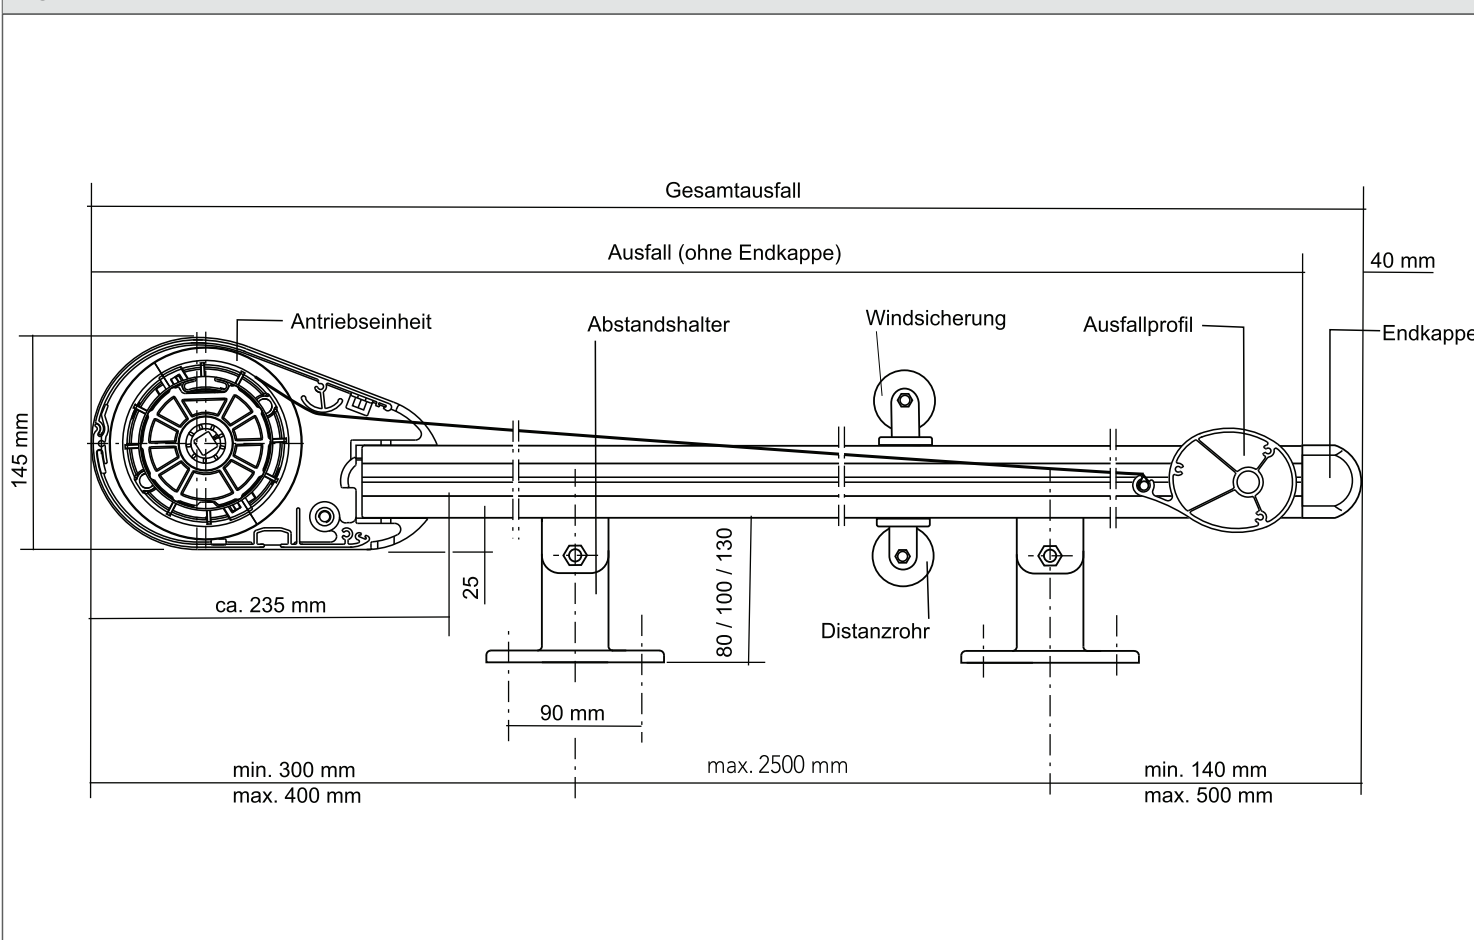 Gesamtausfall
Ausfall (ohne Endkappe)
40 mm
Antriebseinheit
Abstandshalter
Windsicherung
Ausfallprofil
Endkappe
145 mm
25
80 / 100 / 130
ca. 235 mm
Distanzrohr
90 mm
min. 300 mm
max. 400 mm
max. 2500 mm
min. 140 mm
max. 500 mm